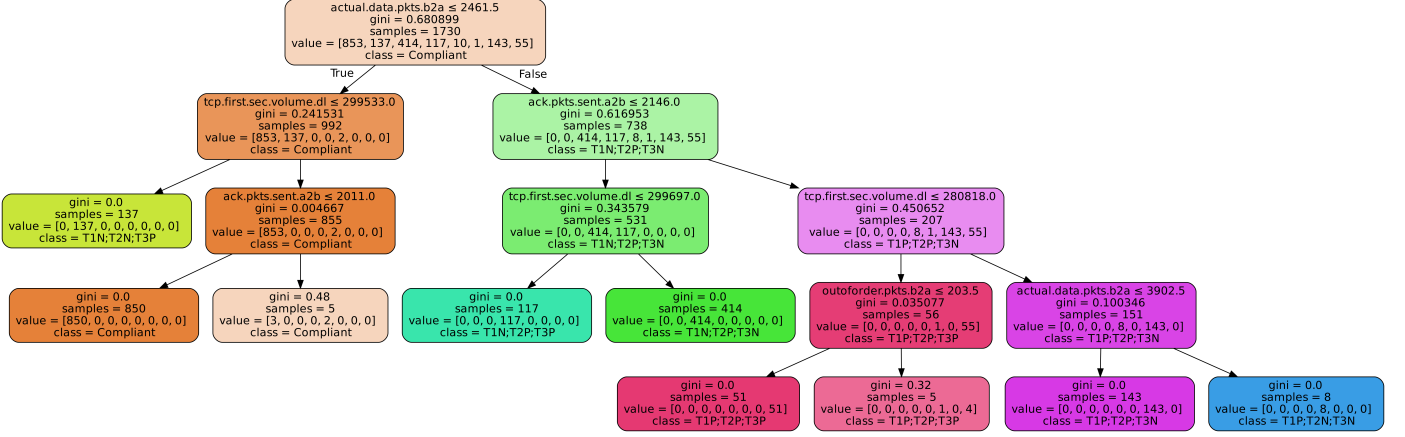 actual.data.pkts.b2a ≤ 2461.5
gini = 0.680899
samples = 1730
value = [853, 137, 414, 117, 10, 1, 143, 55]
class = Compliant
True
False
tcp.first.sec.volume.dl ≤ 299533.0
gini = 0.241531
samples = 992
value = [853, 137, 0, 0, 2, 0, 0, 0]
class = Compliant
ack.pkts.sent.a2b ≤ 2146.0
gini = 0.616953
samples = 738
value = [0, 0, 414, 117, 8, 1, 143, 55]
class = T1N;T2P;T3N
gini = 0.0
samples = 137
value = [0, 137, 0, 0, 0, 0, 0, 0]
class = T1N;T2N;T3P
ack.pkts.sent.a2b ≤ 2011.0
gini = 0.004667
samples = 855
value = [853, 0, 0, 0, 2, 0, 0, 0]
class = Compliant
tcp.first.sec.volume.dl ≤ 299697.0
gini = 0.343579
samples = 531
value = [0, 0, 414, 117, 0, 0, 0, 0]
class = T1N;T2P;T3N
tcp.first.sec.volume.dl ≤ 280818.0
gini = 0.450652
samples = 207
value = [0, 0, 0, 0, 8, 1, 143, 55]
class = T1P;T2P;T3N
gini = 0.0
samples = 850
value = [850, 0, 0, 0, 0, 0, 0, 0]
class = Compliant
gini = 0.48
samples = 5
value = [3, 0, 0, 0, 2, 0, 0, 0]
class = Compliant
gini = 0.0
samples = 117
value = [0, 0, 0, 117, 0, 0, 0, 0]
class = T1N;T2P;T3P
gini = 0.0
samples = 414
value = [0, 0, 414, 0, 0, 0, 0, 0]
class = T1N;T2P;T3N
outoforder.pkts.b2a ≤ 203.5
gini = 0.035077
samples = 56
value = [0, 0, 0, 0, 0, 1, 0, 55]
class = T1P;T2P;T3P
actual.data.pkts.b2a ≤ 3902.5
gini = 0.100346
samples = 151
value = [0, 0, 0, 0, 8, 0, 143, 0]
class = T1P;T2P;T3N
gini = 0.0
samples = 51
value = [0, 0, 0, 0, 0, 0, 0, 51]
class = T1P;T2P;T3P
gini = 0.32
samples = 5
value = [0, 0, 0, 0, 0, 1, 0, 4]
class = T1P;T2P;T3P
gini = 0.0
samples = 143
value = [0, 0, 0, 0, 0, 0, 143, 0]
class = T1P;T2P;T3N
gini = 0.0
samples = 8
value = [0, 0, 0, 0, 8, 0, 0, 0]
class = T1P;T2N;T3N